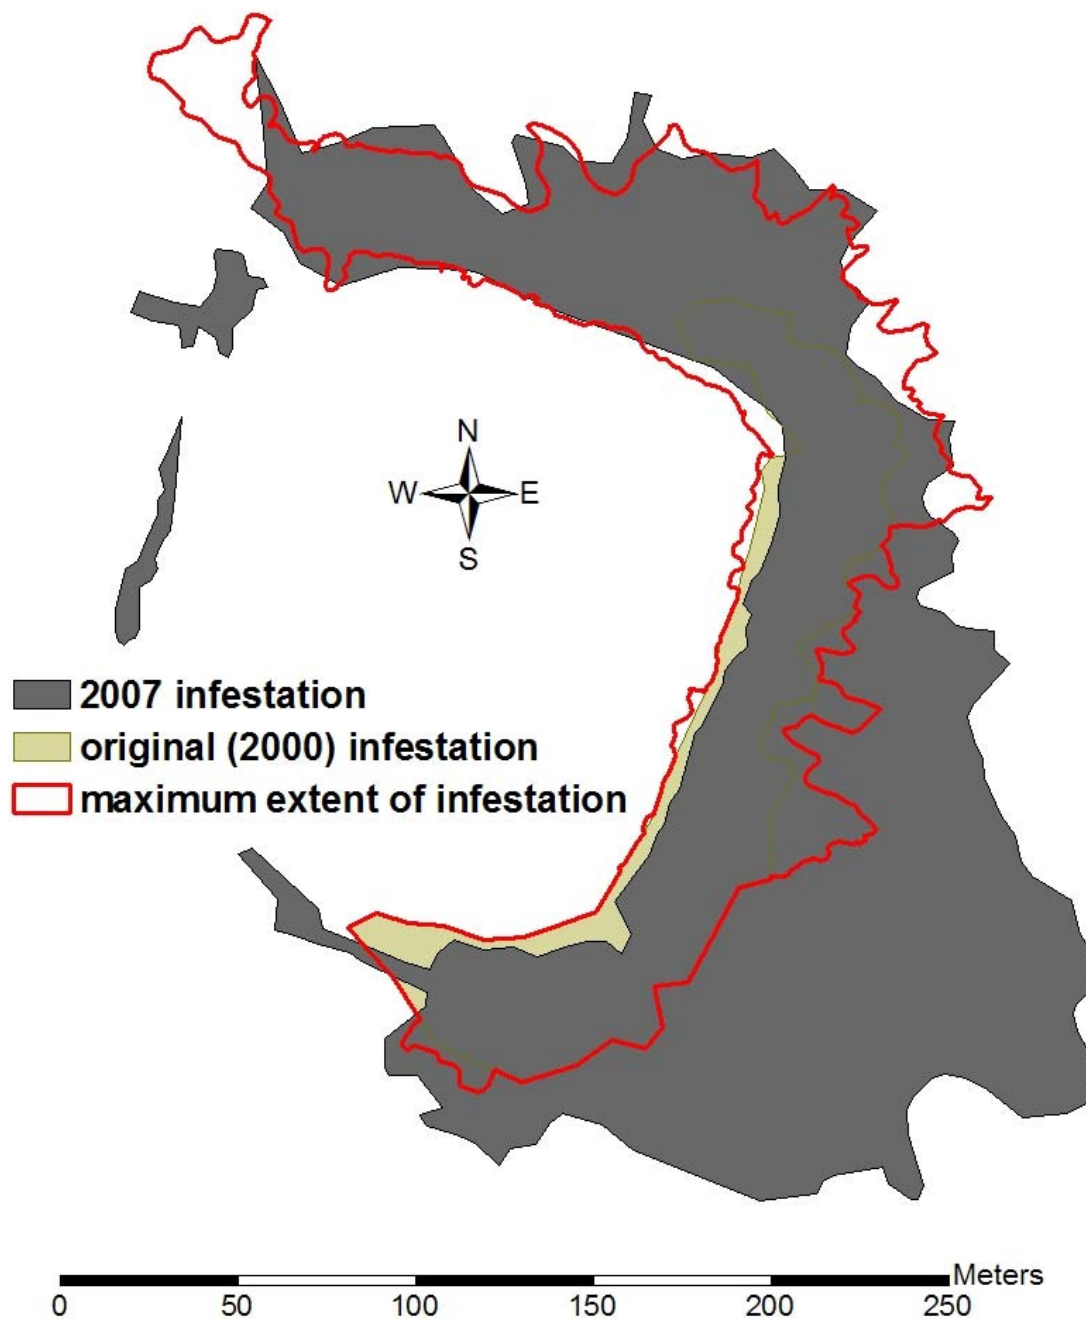 N
W E
S
2007 infestation
original (2000) infestation
maximum extent of infestation
Meters
0 50 100 150 200 250